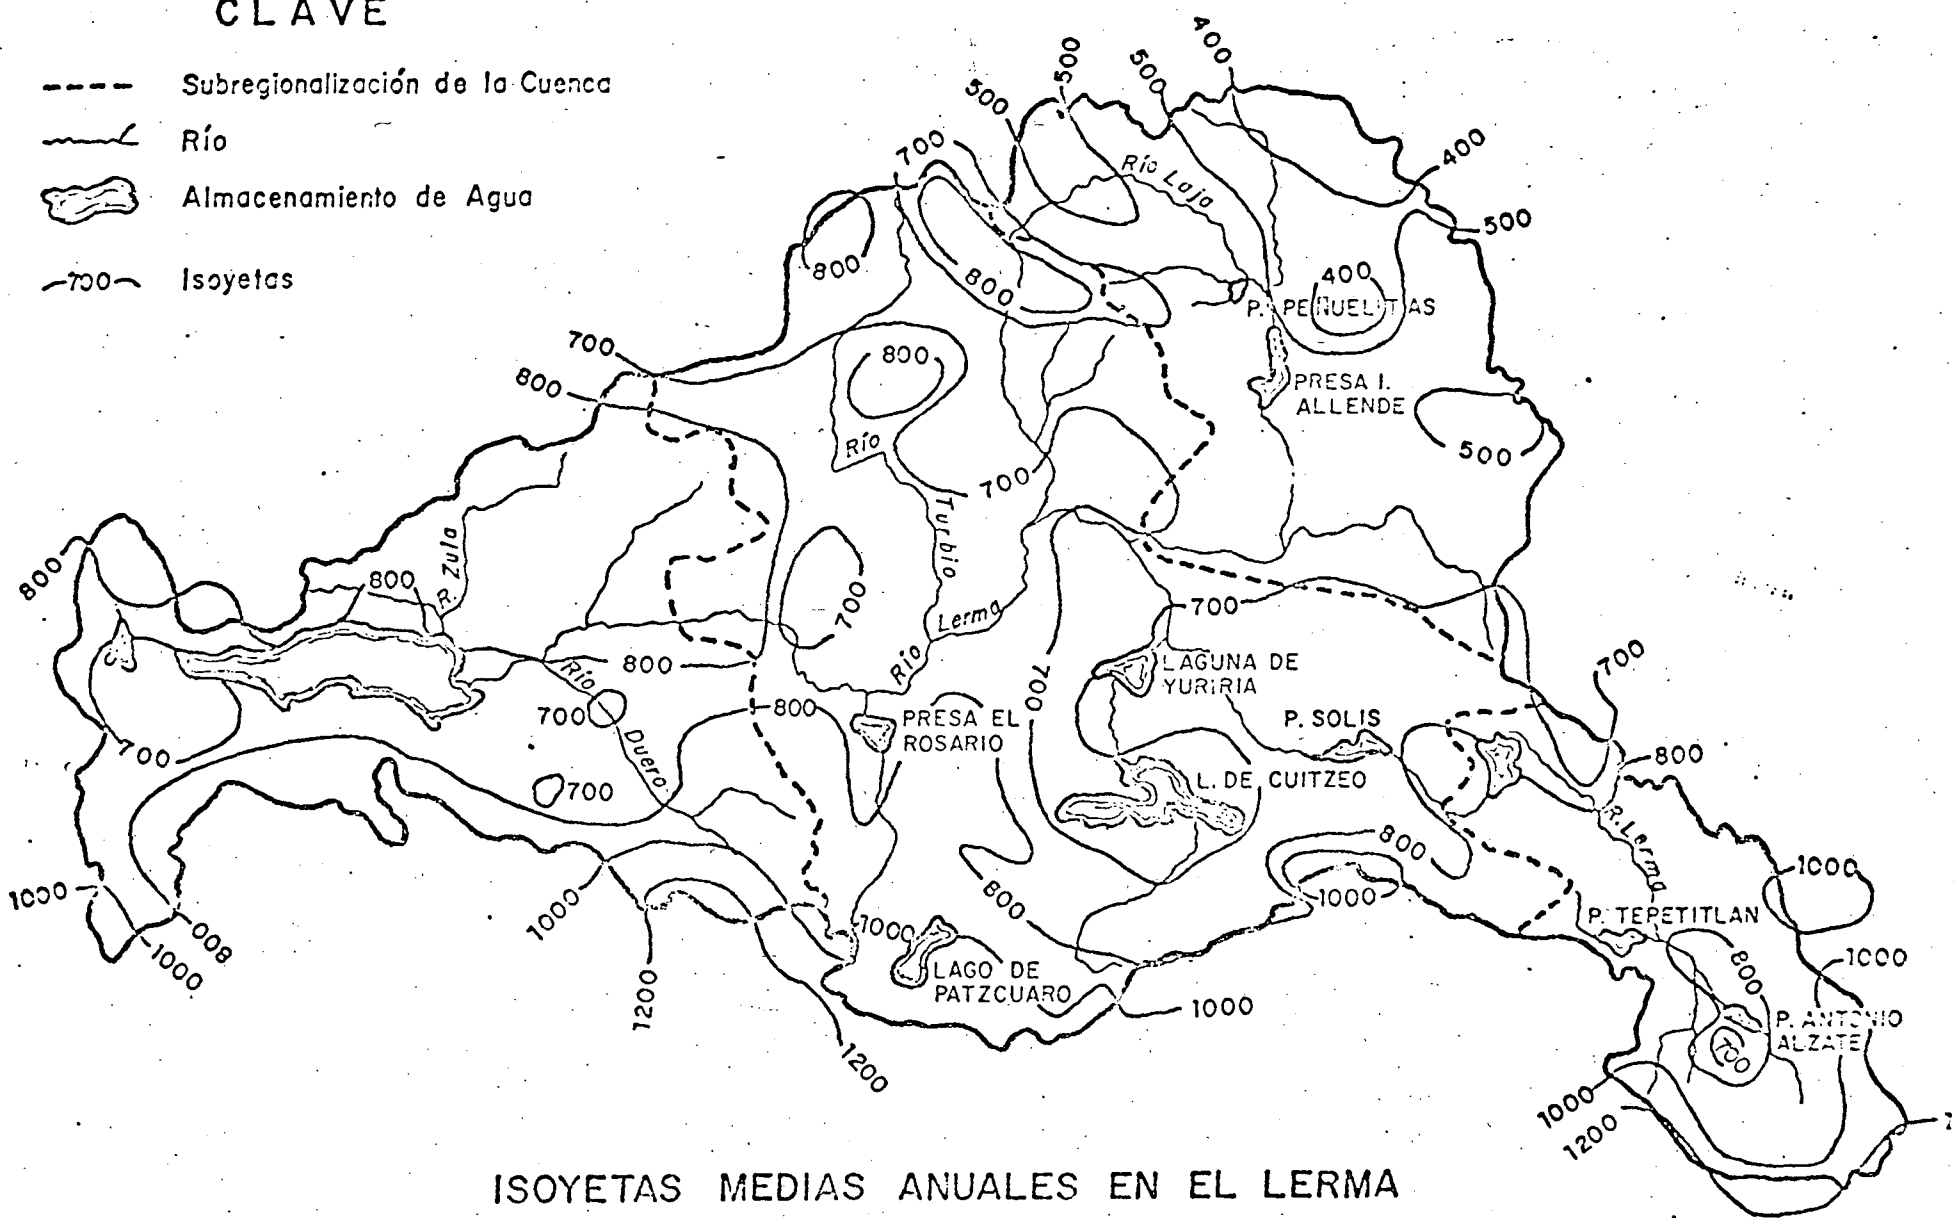 CLAVE
Subregionalización de la Cuenca
Río
Almacenamiento de Agua
700
Isoyetas
400
500
500
500
400
700
Río Laja
500
800
800
400
P. PEÑUELITAS
700
800
800
PRESA I.
ALLENDE
Río
500
700
Turbio
800
R. Zula
800
700
Lerma
700
Río
800
Río
LAGUNA DE
YURIRIA
700
700
700
800
PRESA EL
ROSARIO
P. SOLIS
700
Duero
800
L. DE CUITZEO
700
R. Lerma
800
1000
1000
800
1000
1000
1000
P. TEPETITLAN
800
1000
LAGO DE
PATZCUARO
800
1000
1200
1000
P. ANTONIO
ALZATE
700
1200
1000
1200
ISOYETAS MEDIAS ANUALES EN EL LERMA